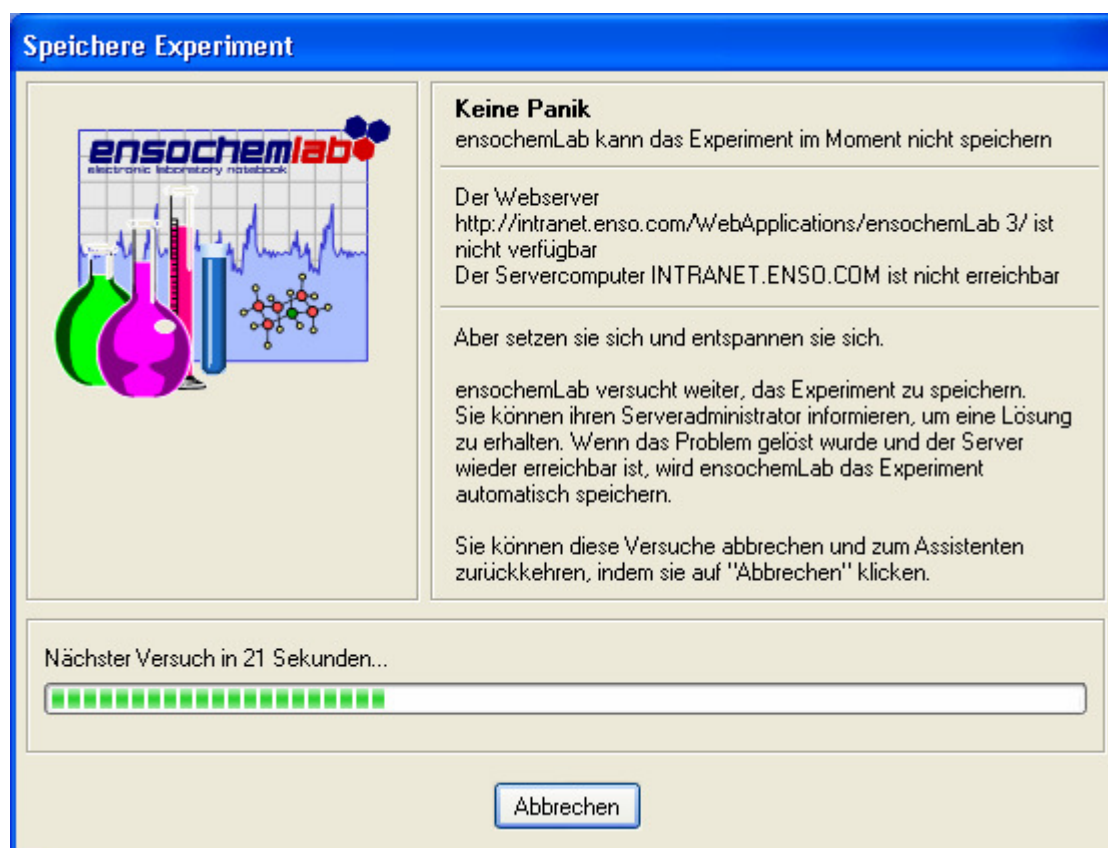 Speichere Experiment
ensochemlab
electronic laboratory notebook
Keine Panik
ensochemLab kann das Experiment im Moment nicht speichern
Der Webserver
http://intranet.enso.com/WebApplications/ensochemLab 3/ ist
nicht verfügbar
Der Servercomputer INTRANET.ENSO.COM ist nicht erreichbar
Aber setzen sie sich und entspannen sie sich.
ensochemLab versucht weiter, das Experiment zu speichern.
Sie können ihren Serveradministrator informieren, um eine Lösung
zu erhalten. Wenn das Problem gelöst wurde und der Server
wieder erreichbar ist, wird ensochemLab das Experiment
automatisch speichern.
Sie können diese Versuche abbrechen und zum Assistenten
zurückkehren, indem sie auf "Abbrechen" klicken.
Nächster Versuch in 21 Sekunden...
Abbrechen